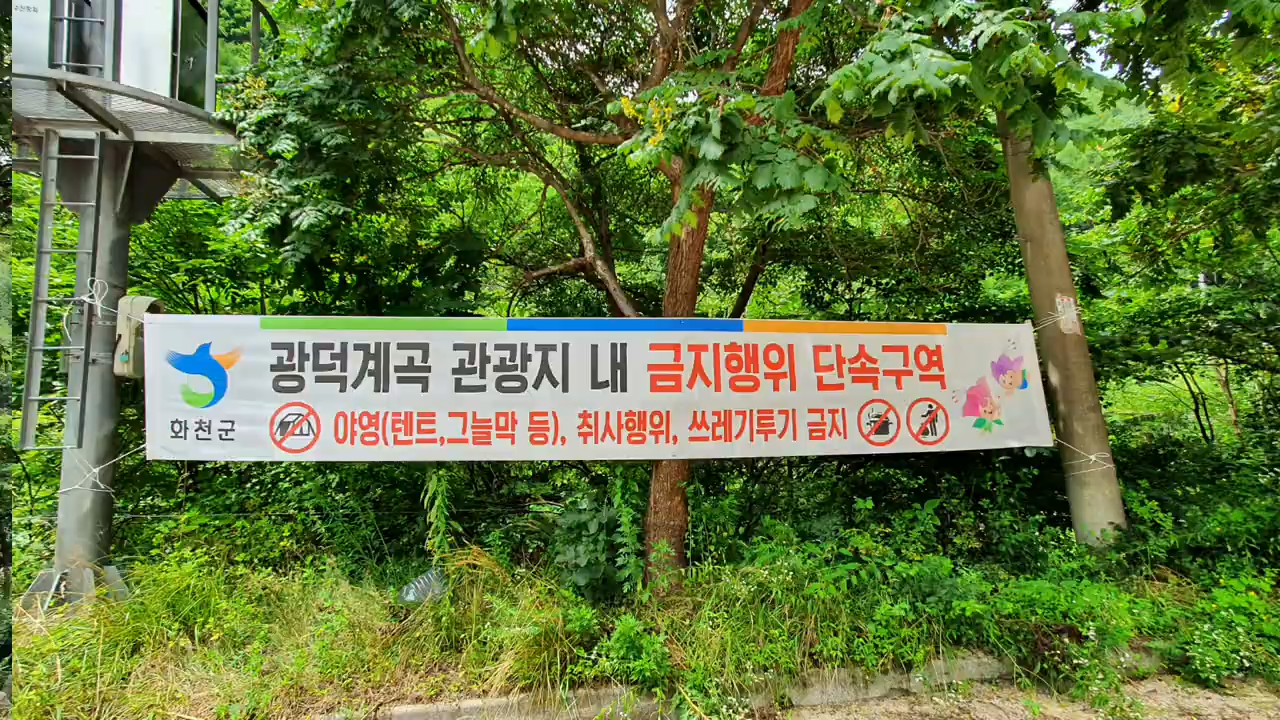 광덕계곡 관광지 내 금지행위 단속구역
야영(텐트,그늘막 등), 취사행위, 쓰레기투기 금지
화천군